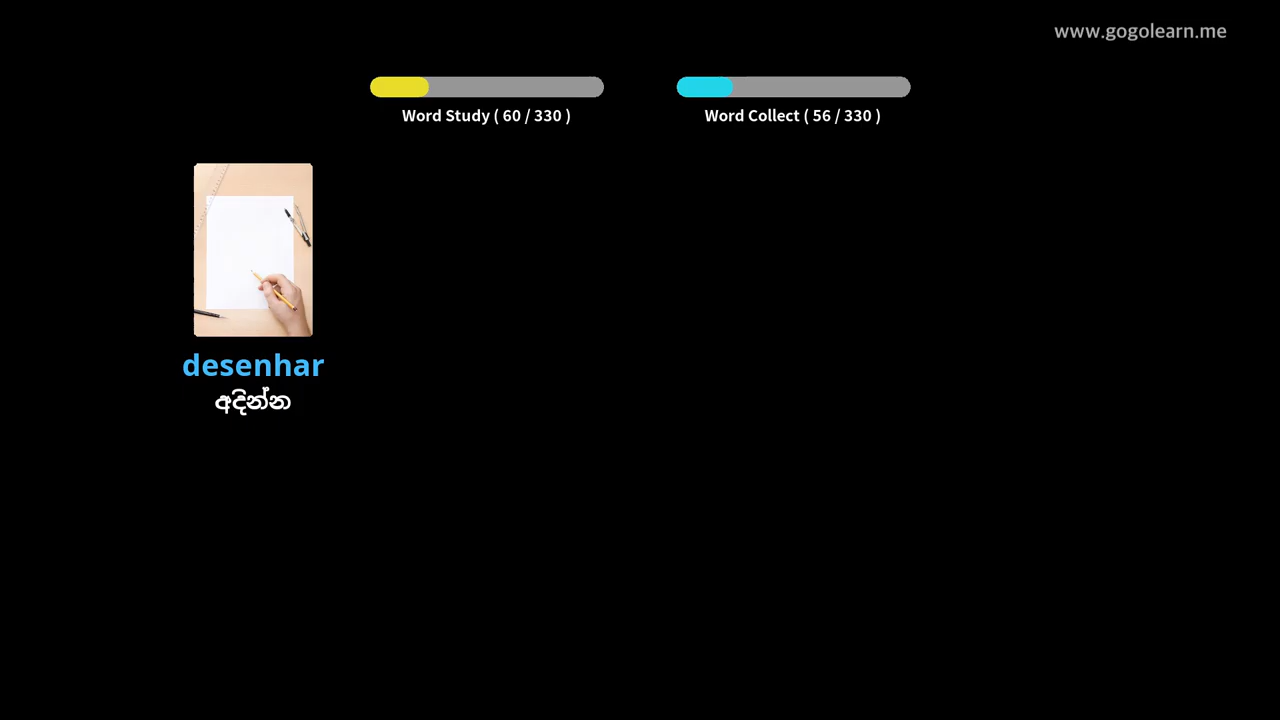 www.gogolearn.me
Word Study ( 60 / 330 )
Word Collect ( 56 / 330 )
desenhar
අඳින්න